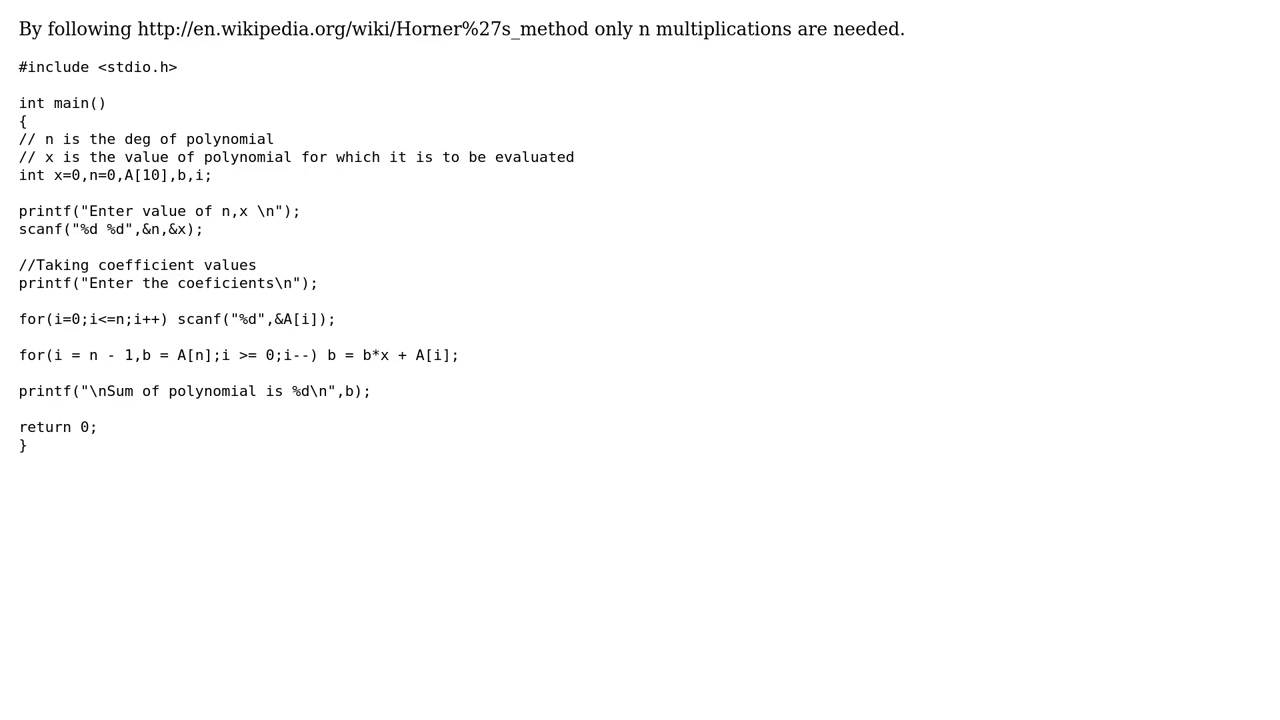 By following http://en.wikipedia.org/wiki/Horner%27s_method only n multiplications are needed.
#include <stdio.h>
int main()
{
// n is the deg of polynomial
// x is the value of polynomial for which it is to be evaluated
int x=0,n=0,A[10],b,i;
printf("Enter value of n,x \n");
scanf("%d %d",&n,&x);
//Taking coefficient values
printf("Enter the coeficients\n");
for(i=0;i<=n;i++) scanf("%d",&A[i]);
for(i = n - 1,b = A[n];i >= 0;i--) b = b*x + A[i];
printf("\nSum of polynomial is %d\n",b);
return 0;
}